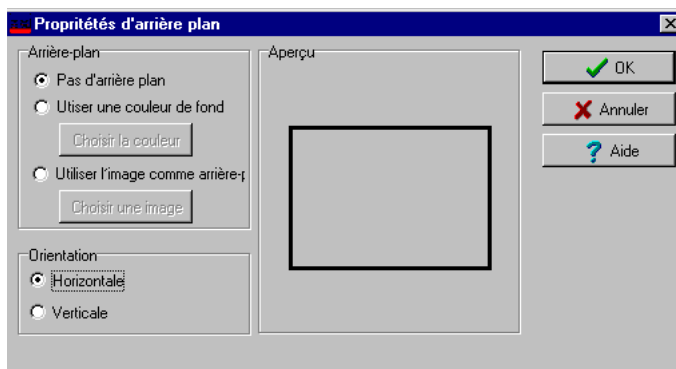 Propritétés d'arrière plan
Arrière-plan
Pas d'arrière plan
Utiser une couleur de fond
Choisir la couleur
Utiliser l'image comme arrière-p
Choisir une image
Orientation
Horizontale
Verticale
Aperçu
OK
Annuler
Aide